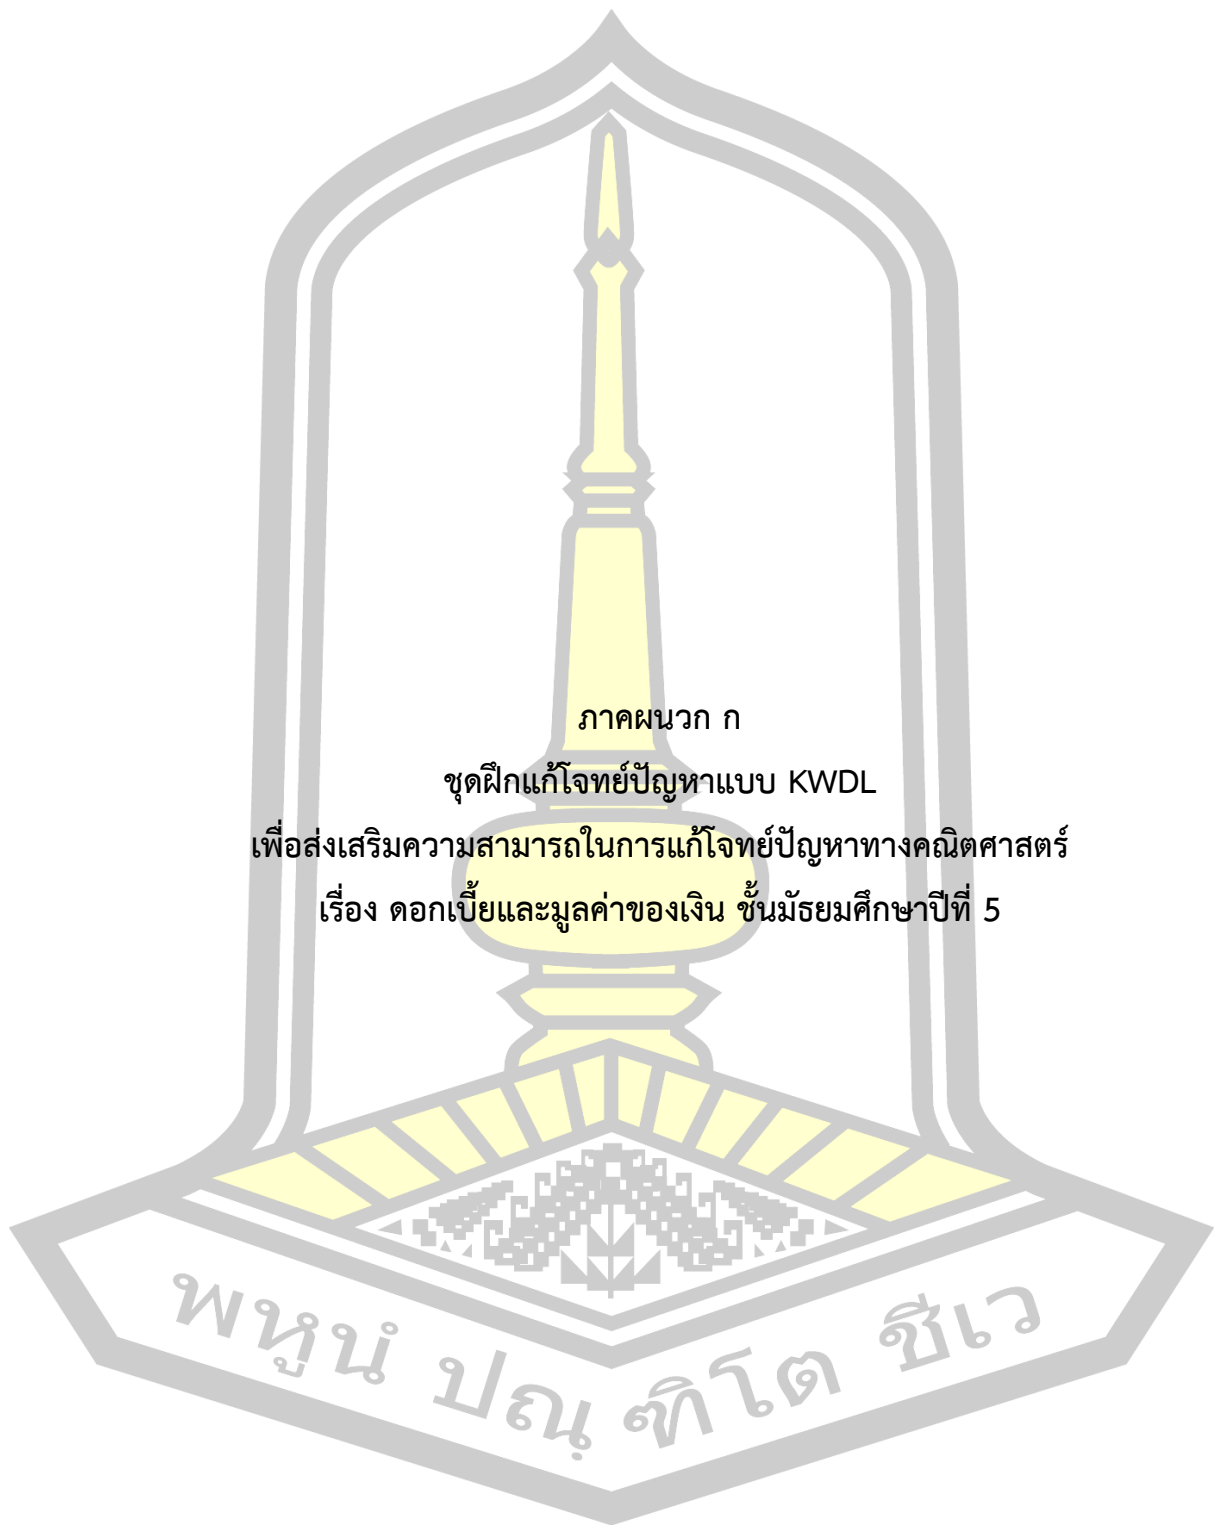 ภาคผนวก ก
ชุดฝึกแก้โจทย์ปัญหาแบบ KWDL
เพื่อส่งเสริมความสามารถในการแก้โจทย์ปัญหาทางคณิตศาสตร์
เรื่อง ดอกเบี้ยและมูลค่าของเงิน ชั้นมัธยมศึกษาปีที่ 5
พหูนํ ปณฺ ฑิโต ชีเว